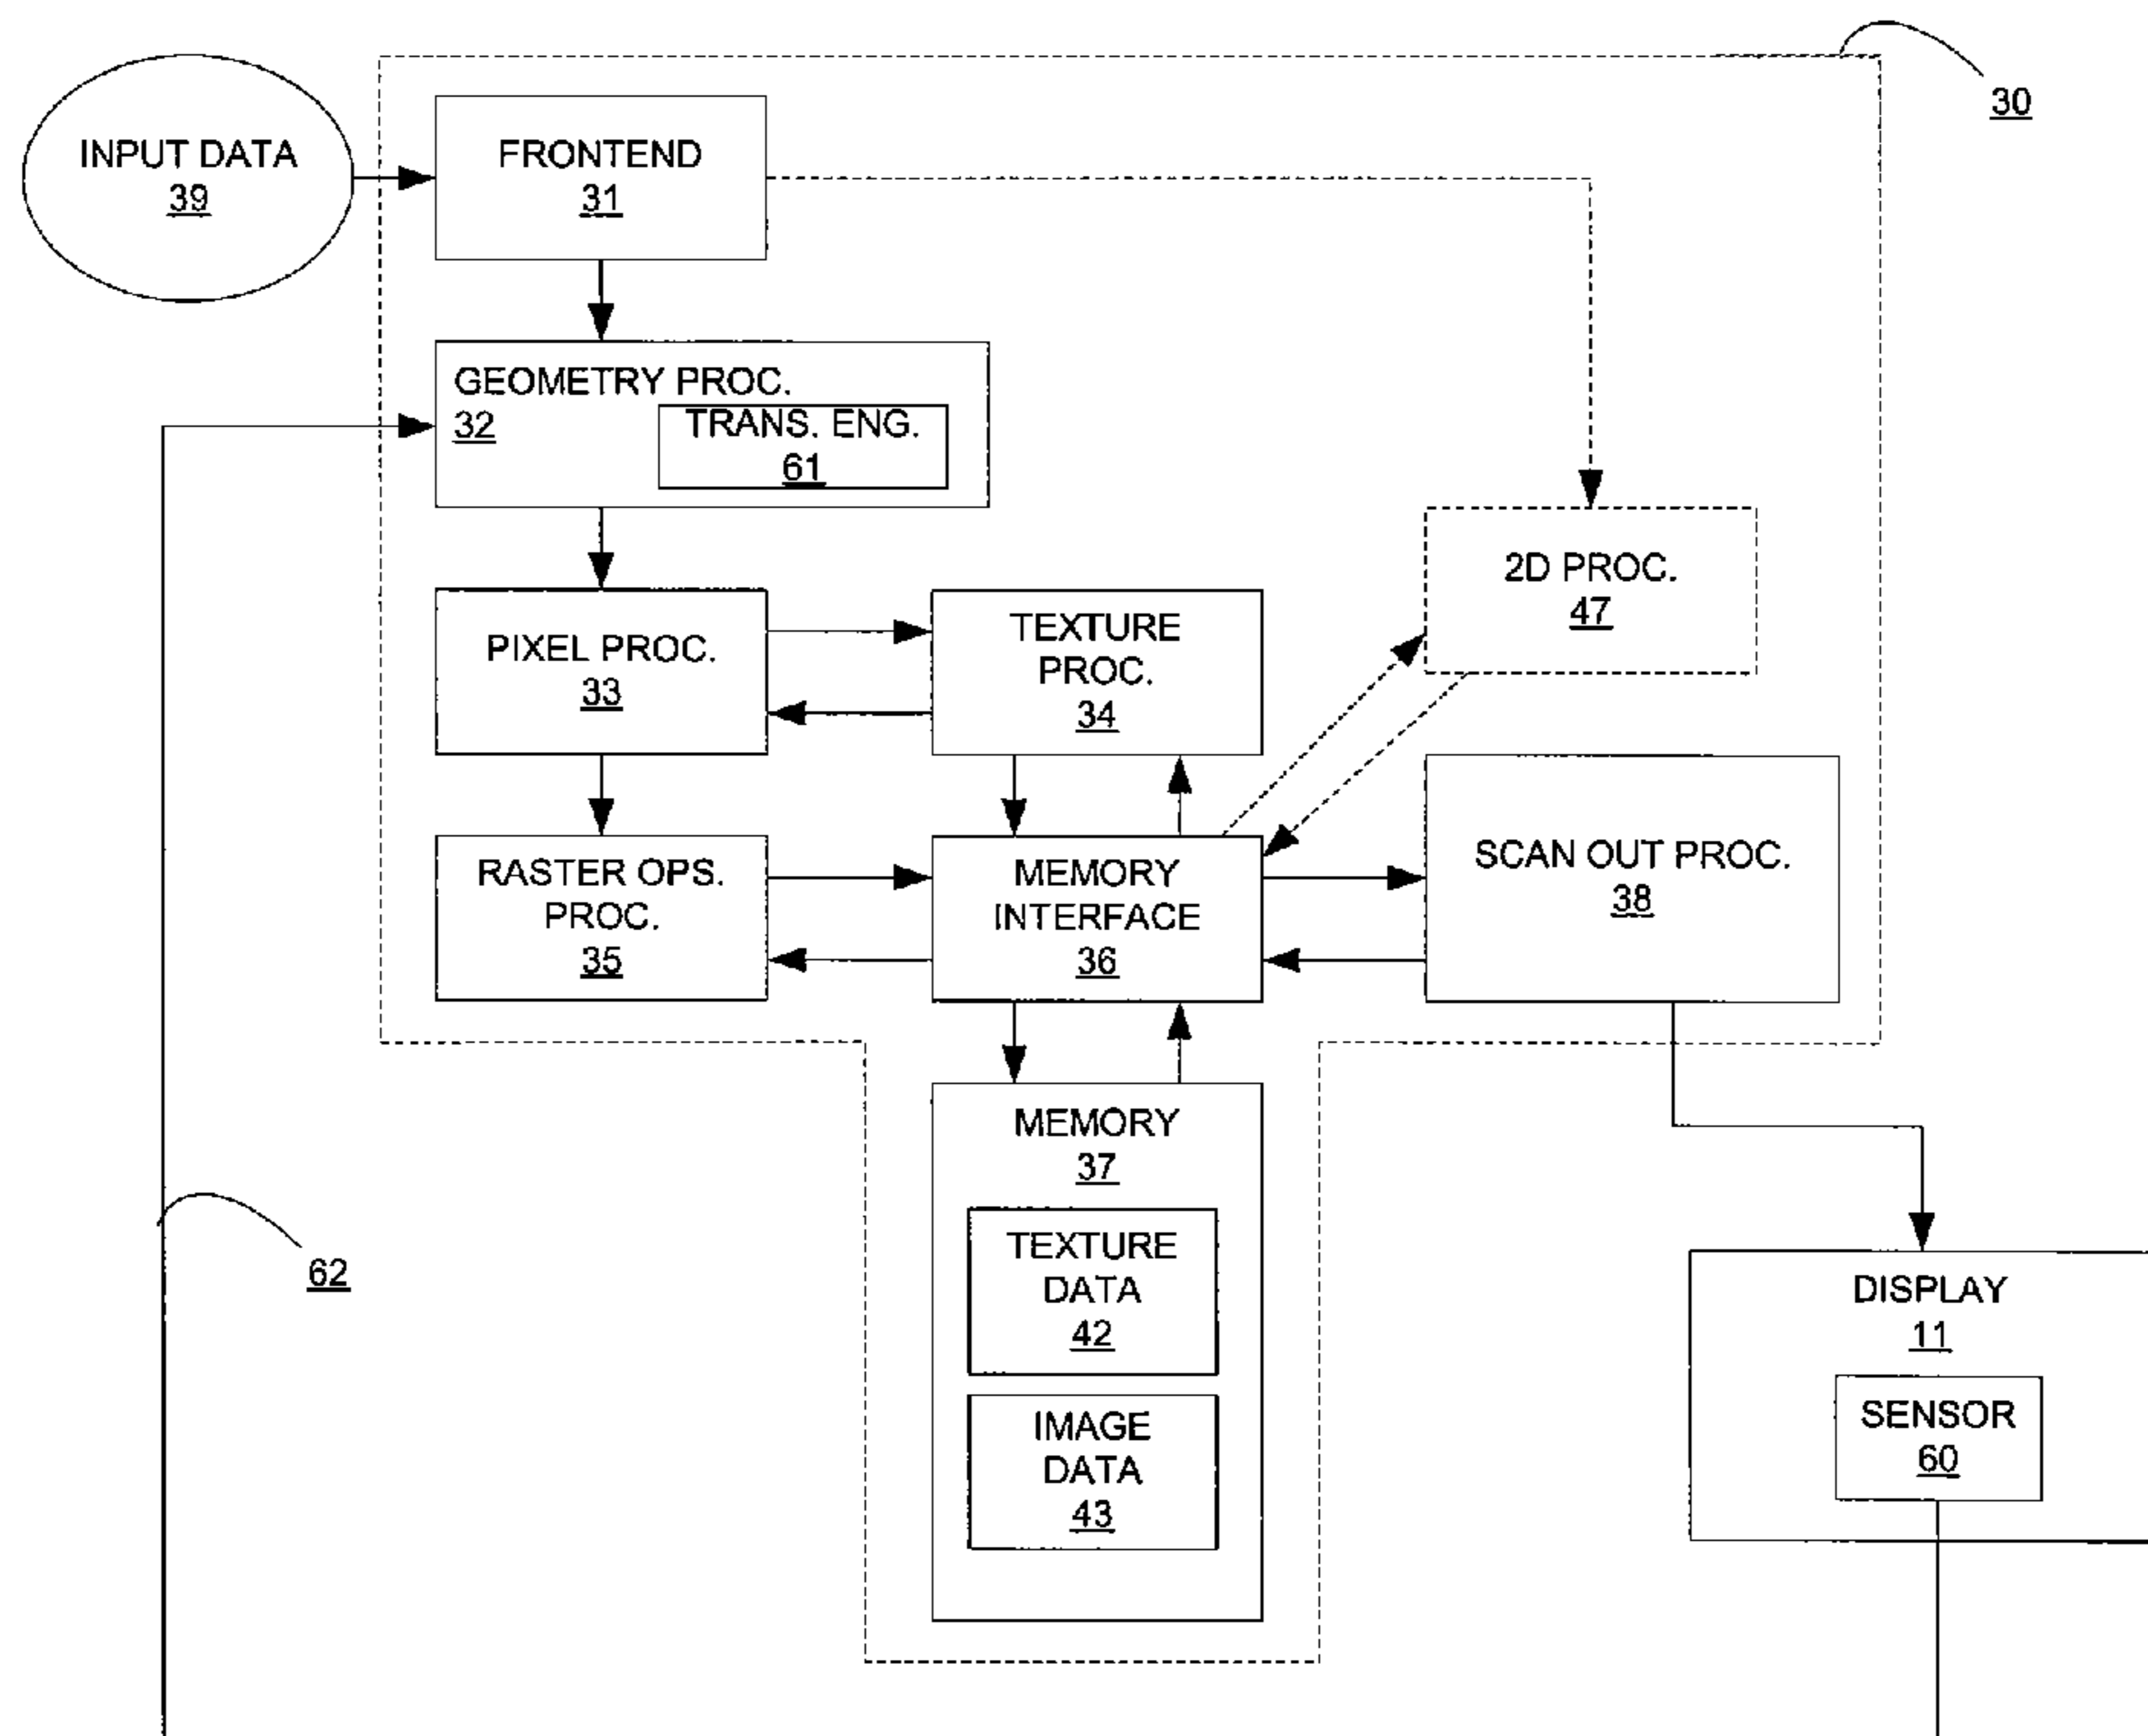 30
INPUT DATA
39
FRONTEND
31
GEOMETRY PROC.
32
TRANS. ENG.
61
2D PROC.
47
PIXEL PROC.
33
TEXTURE
PROC.
34
RASTER OPS.
PROC.
35
MEMORY
INTERFACE
36
SCAN OUT PROC.
38
MEMORY
37
TEXTURE
DATA
42
IMAGE
DATA
43
62
DISPLAY
11
SENSOR
60